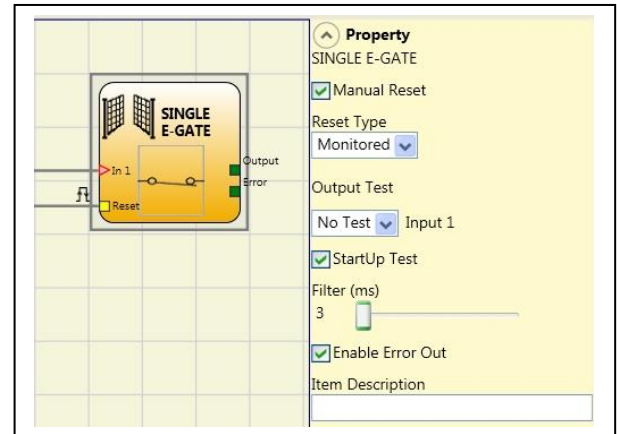 SINGLE
E-GATE
In 1
Output
Error
Reset
Property
SINGLE E-GATE
Manual Reset
Reset Type
Monitored
Output Test
No Test Input 1
StartUp Test
Filter (ms)
3
Enable Error Out
Item Description